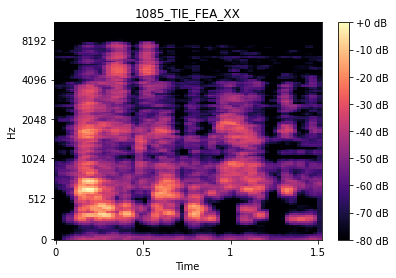 1085_TIE_FEA_XX
+0 dB
8192
-10 dB
4096
-20 dB
-30 dB
2048
Hz
-40 dB
1024
-50 dB
512
-60 dB
-70 dB
0
-80 dB
0
0.5
1
1.5
Time